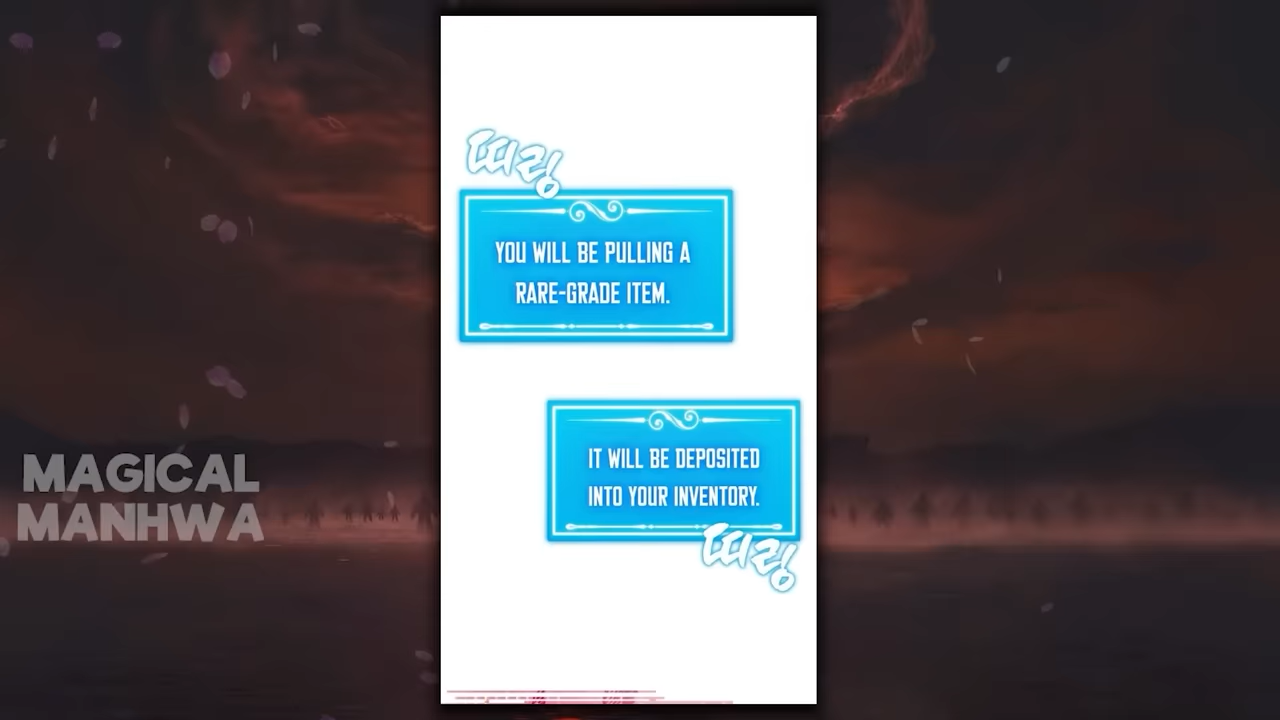 띠링
YOU WILL BE PULLING A
RARE-GRADE ITEM.
IT WILL BE DEPOSITED
INTO YOUR INVENTORY.
띠링
MAGICAL
MANHWA